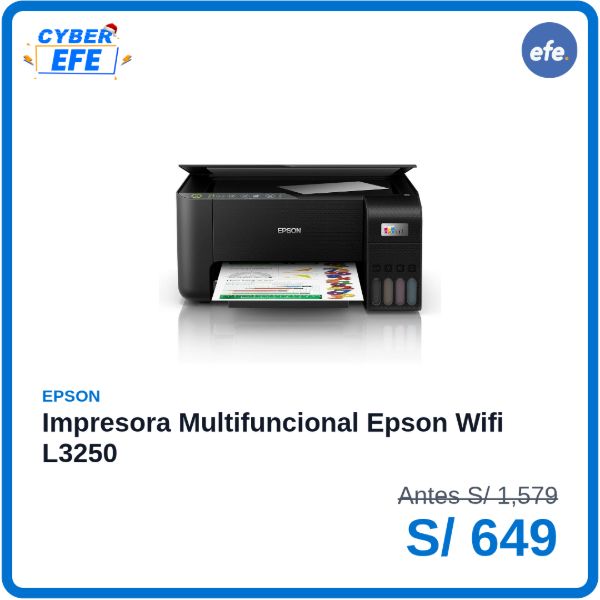 CYBER
EFE
efe.
EPSON
EPSON
Impresora Multifuncional Epson Wifi
L3250
Antes S/ 1,579
S/ 649